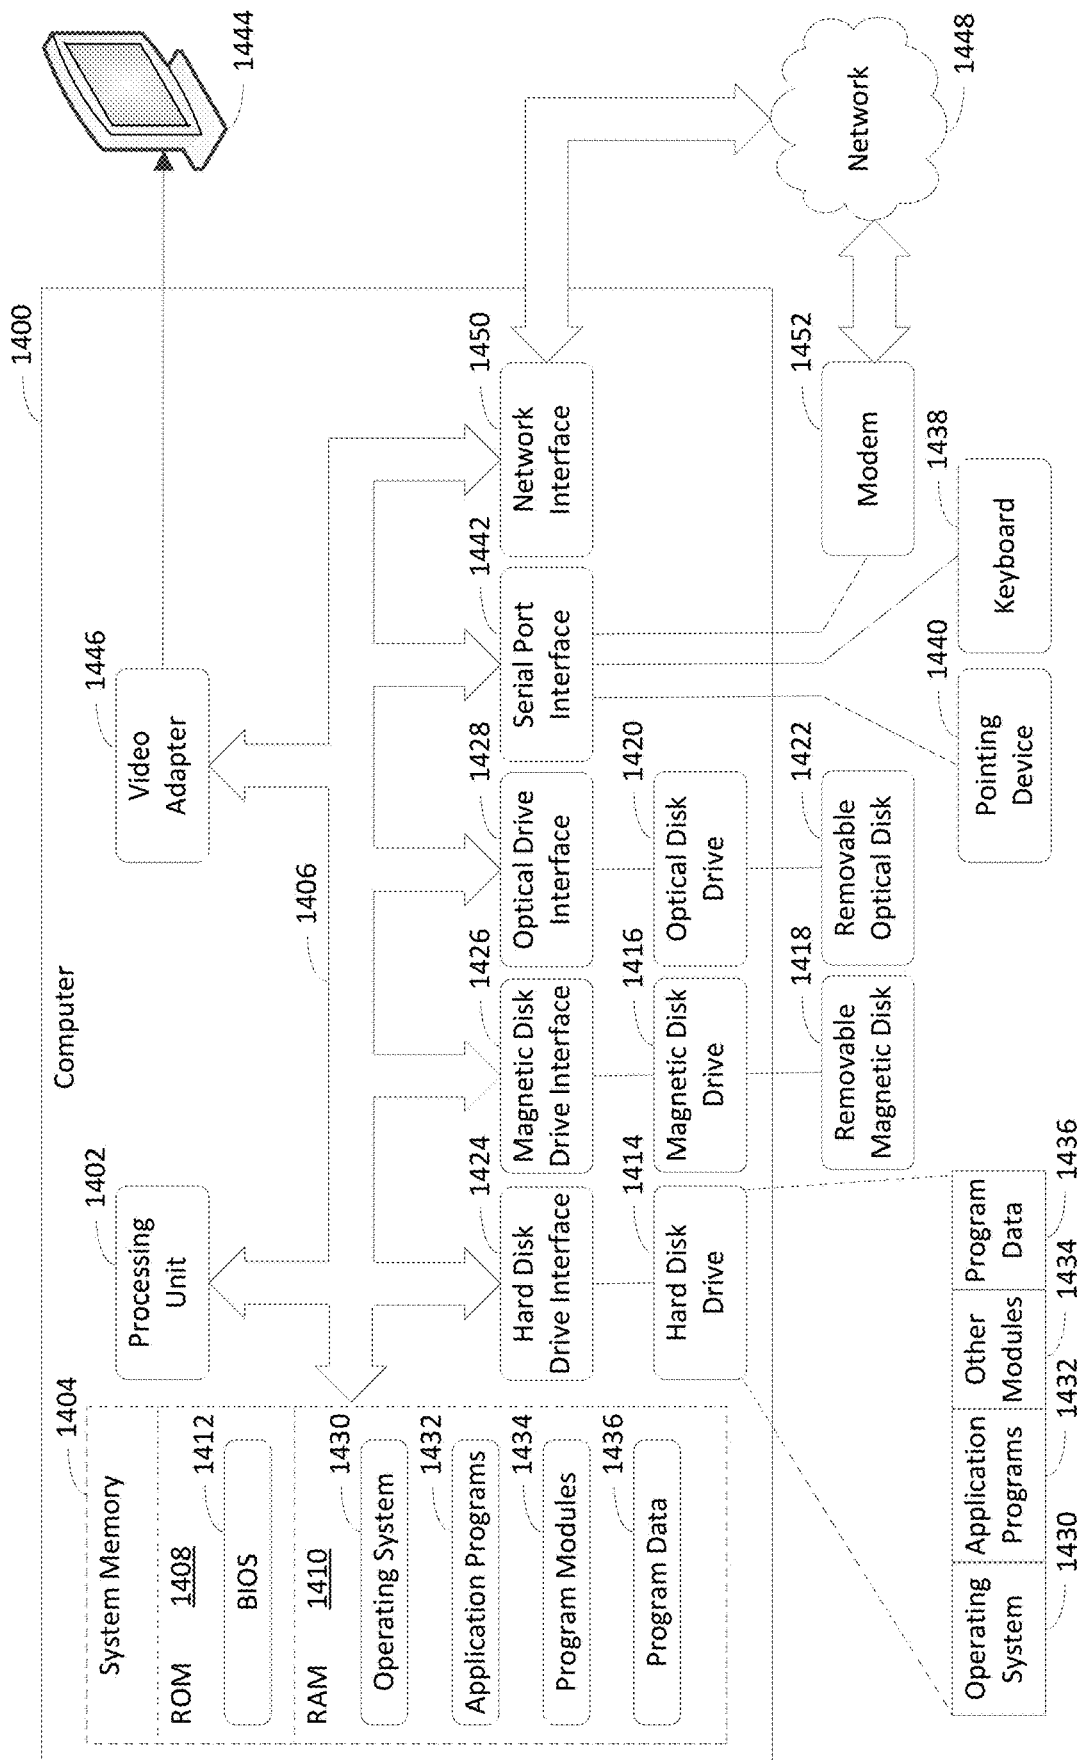 Computer
1400
System Memory
1404
ROM
1408
1412
BIOS
RAM
1410
1430
Operating System
1432
Application Programs
1434
Program Modules
1436
Program Data
1402
Processing
Unit
1446
Video
Adapter
1444
1406
1424
Hard Disk
Drive Interface
1426
Magnetic Disk
Drive Interface
1428
Optical Drive
Interface
1442
Serial Port
Interface
1450
Network
Interface
1414
Hard Disk
Drive
1416
Magnetic Disk
Drive
1420
Optical Disk
Drive
1418
Removable
Magnetic Disk
1422
Removable
Optical Disk
1452
Modem
Network
1448
1440
Pointing
Device
1438
Keyboard
Operating
System
Application
Programs
Other
Modules
Program
Data
1430
1432
1434
1436